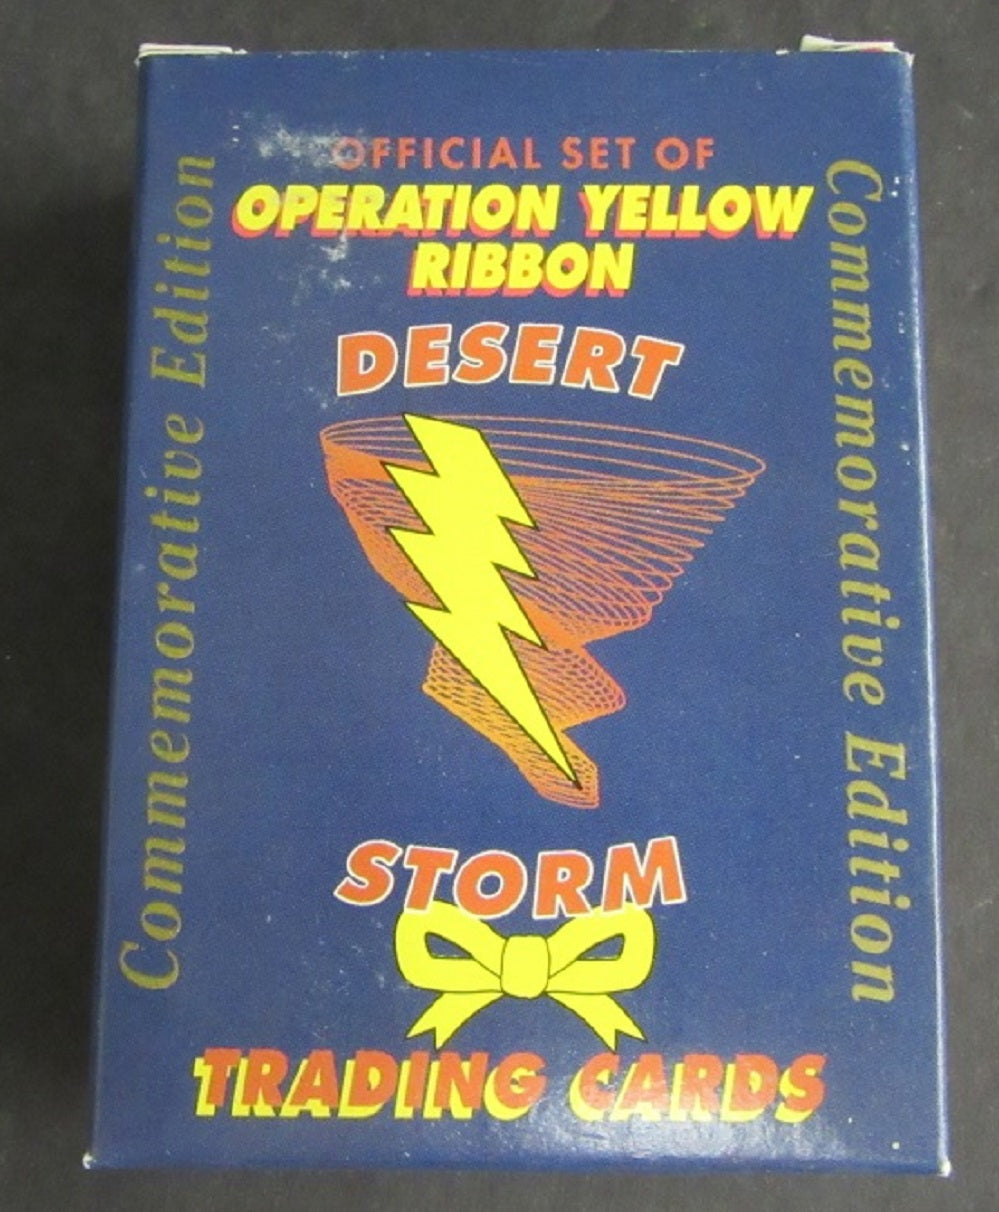 OFFICIAL SET OF
OPERATION YELLOW
RIBBON
DESERT
STORM
TRADING CARDS
Commemorative Edition
Commemorative Edition